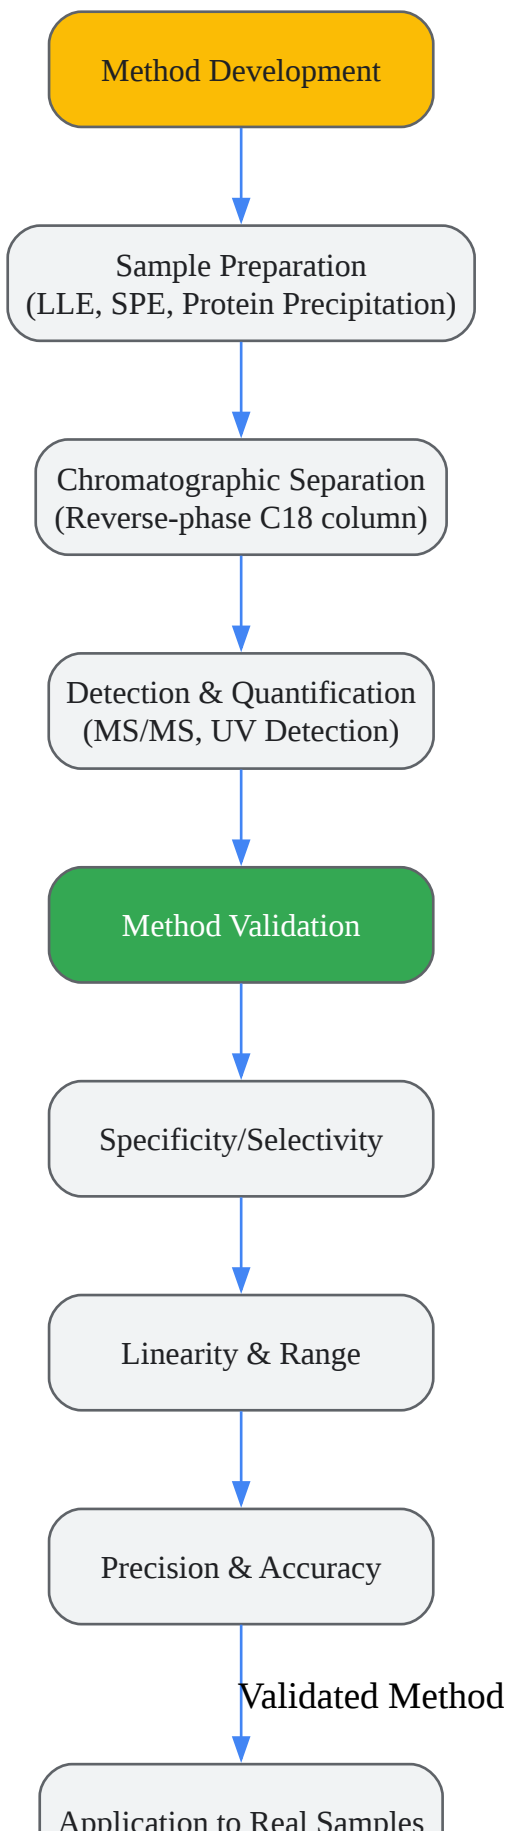 Method Development
Sample Preparation
(LLE, SPE, Protein Precipitation)
Chromatographic Separation
(Reverse-phase C18 column)
Detection & Quantification
(MS/MS, UV Detection)
Method Validation
Specificity/Selectivity
Linearity & Range
Precision & Accuracy
Validated Method
Application to Real Samples